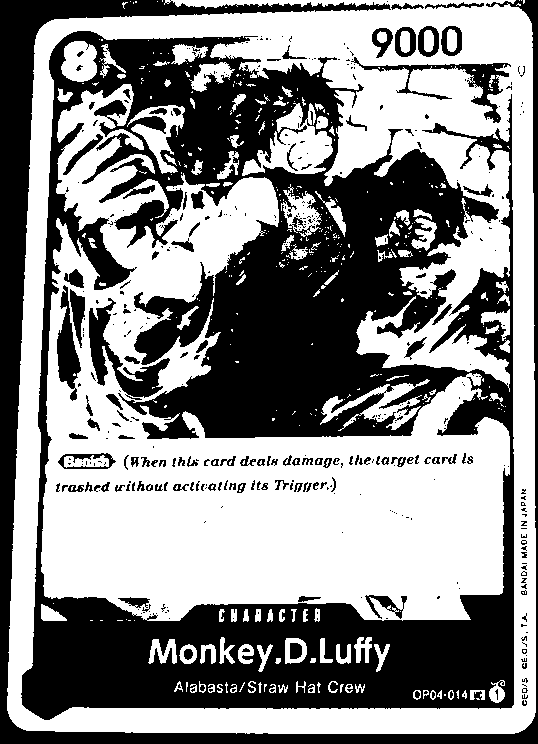 8
9000
Banish (When this card deals damage, the target card is
trashed without activating its Trigger.)
CHARACTER
Monkey.D.Luffy
Alabasta/Straw Hat Crew
OP04-014 UC 1
©E.O/S. ©E.O./S., T.A. BANDAI MADE IN JAPAN